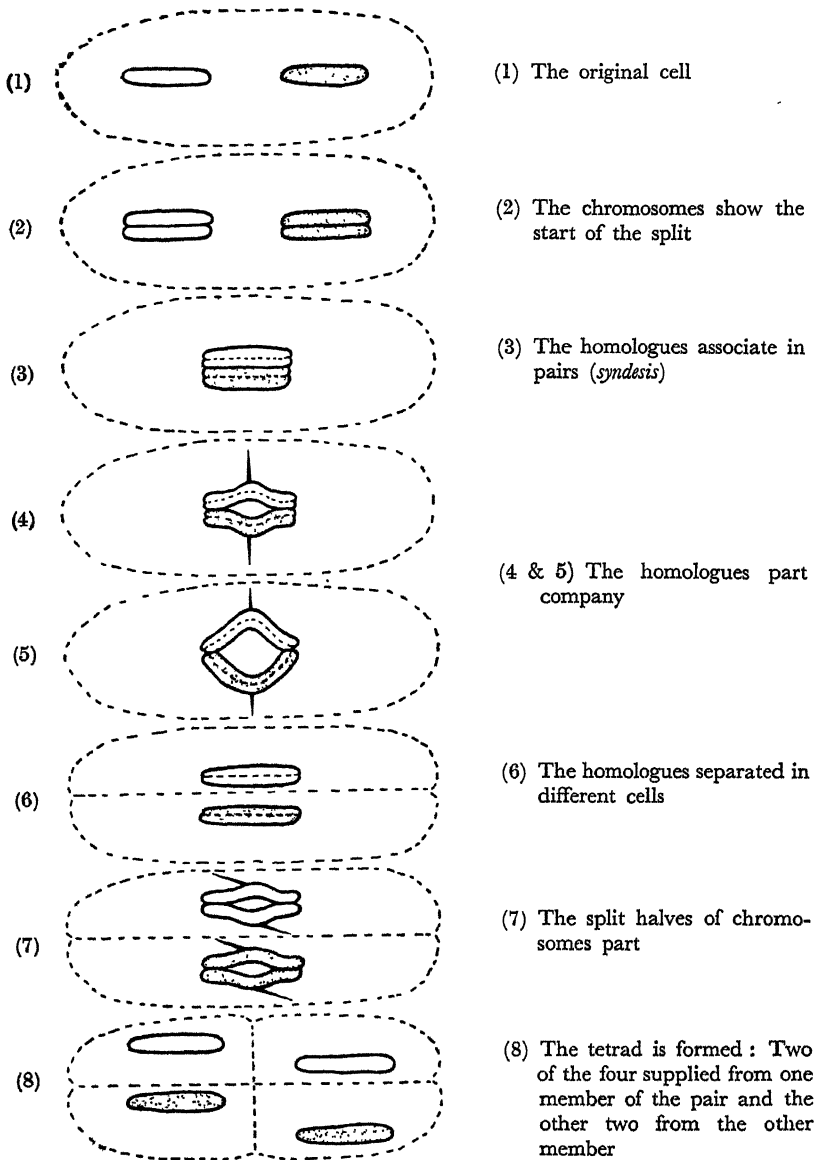 (1)
(1) The original cell
(2)
(2) The chromosomes show the
start of the split
(3)
(3) The homologues associate in
pairs (syndesis)
(4)
(4 & 5) The homologues part
company
(5)
(6)
(6) The homologues separated in
different cells
(7)
(7) The split halves of chromo-
somes part
(8)
(8) The tetrad is formed : Two
of the four supplied from one
member of the pair and the
other two from the other
member